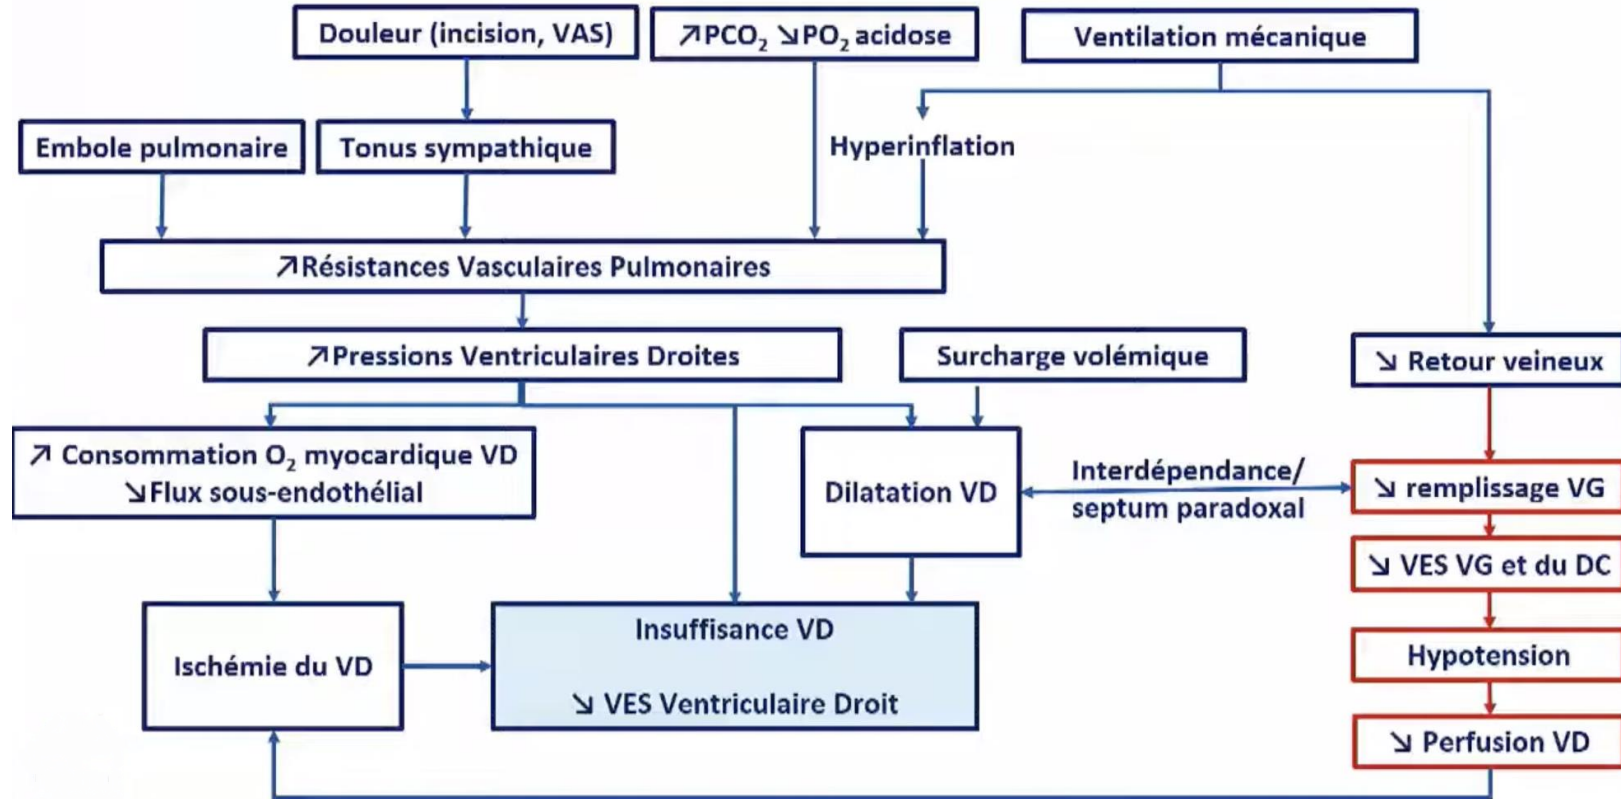 Douleur (incision, VAS)
↗PCO₂ ↘PO₂ acidose
Ventilation mécanique
Embole pulmonaire
Tonus sympathique
Hyperinflation
↗Résistances Vasculaires Pulmonaires
↗Pressions Ventriculaires Droites
Surcharge volémique
↘ Retour veineux
↗ Consommation O₂ myocardique VD
↘Flux sous-endothélial
Dilatation VD
Interdépendance/
septum paradoxal
↘ remplissage VG
↘ VES VG et du DC
Ischémie du VD
Insuffisance VD
↘ VES Ventriculaire Droit
Hypotension
↘ Perfusion VD